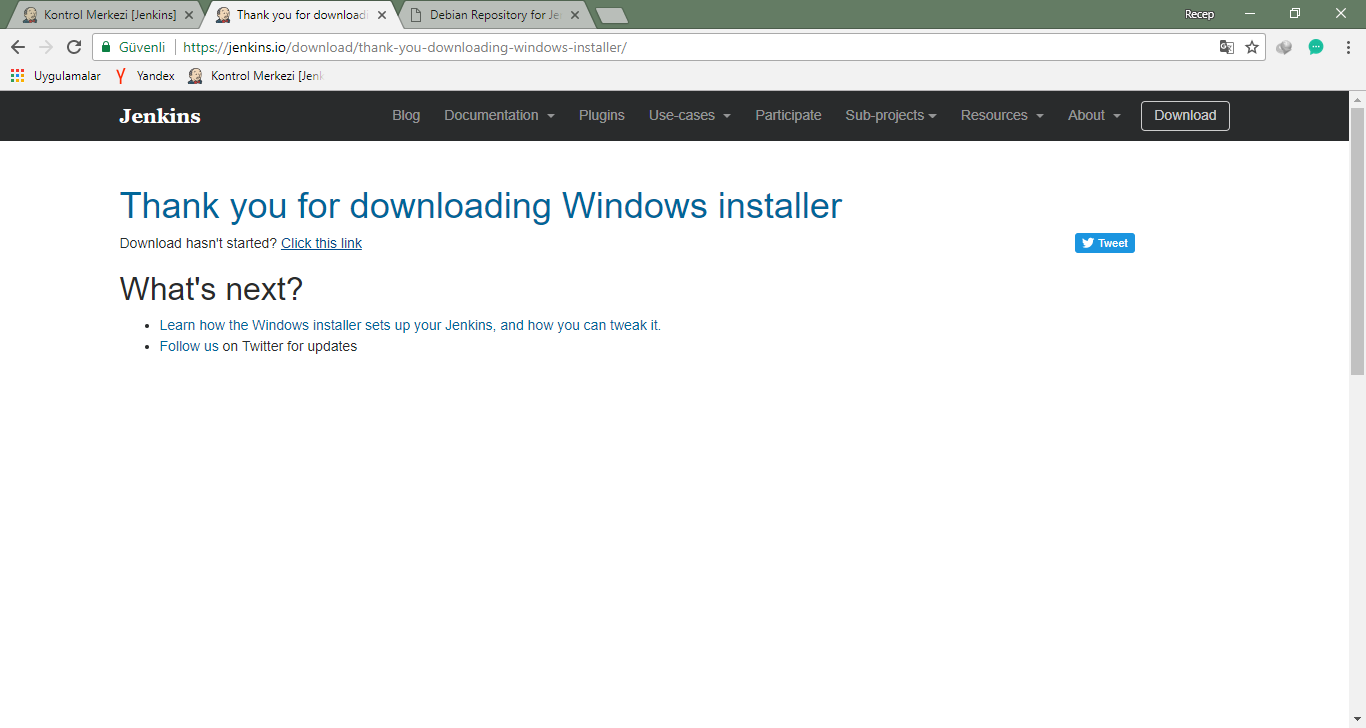 Kontrol Merkezi [Jenkins]
Thank you for downloadi
Debian Repository for Je
Recep
Güvenli
https://jenkins.io/download/thank-you-downloading-windows-installer/
Uygulamalar
Yandex
Kontrol Merkezi [Jenk
Jenkins
Blog
Documentation
Plugins
Use-cases
Participate
Sub-projects
Resources
About
Download
Thank you for downloading Windows installer
Download hasn't started? Click this link
Tweet
What's next?
• Learn how the Windows installer sets up your Jenkins, and how you can tweak it.
• Follow us on Twitter for updates